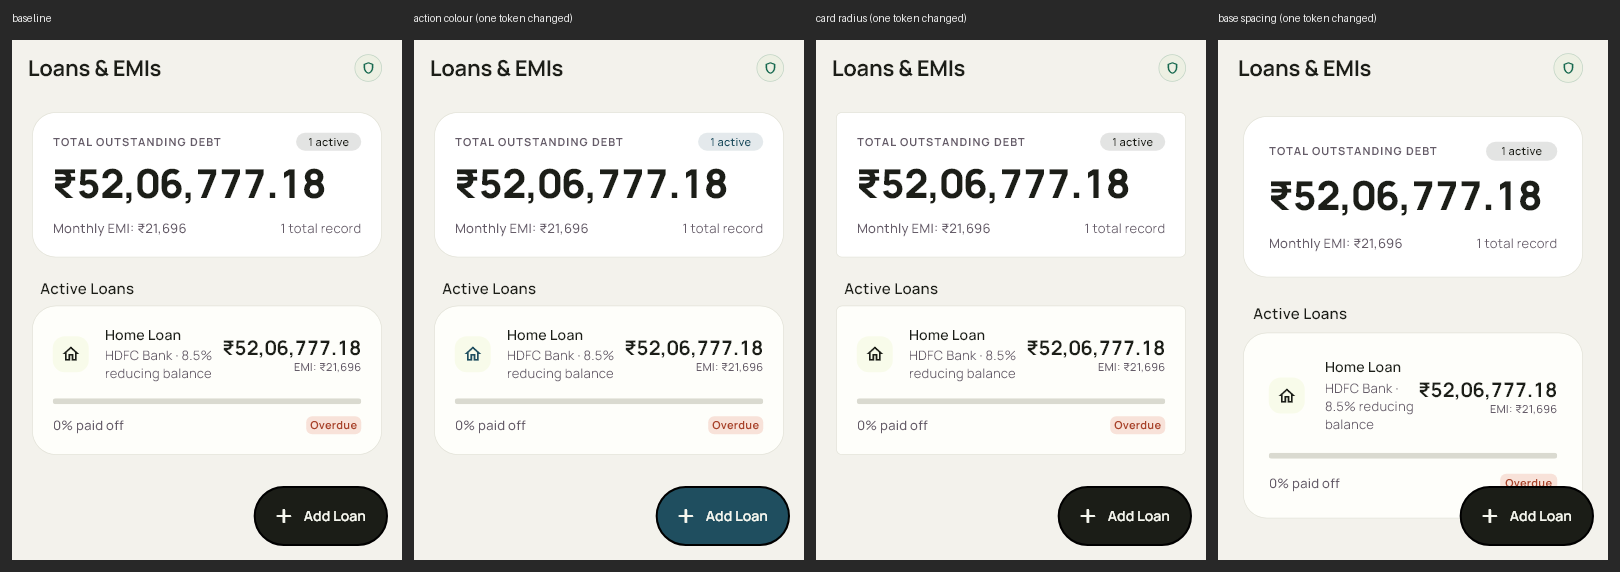 baseline
Loans & EMIs
TOTAL OUTSTANDING DEBT
1 active
₹52,06,777.18
Monthly EMI: ₹21,696
1 total record
Active Loans
Home Loan
HDFC Bank · 8.5%
reducing balance
₹52,06,777.18
EMI: ₹21,696
0% paid off
Overdue
+ Add Loan
action colour (one token changed)
Loans & EMIs
TOTAL OUTSTANDING DEBT
1 active
₹52,06,777.18
Monthly EMI: ₹21,696
1 total record
Active Loans
Home Loan
HDFC Bank · 8.5%
reducing balance
₹52,06,777.18
EMI: ₹21,696
0% paid off
Overdue
+ Add Loan
card radius (one token changed)
Loans & EMIs
TOTAL OUTSTANDING DEBT
1 active
₹52,06,777.18
Monthly EMI: ₹21,696
1 total record
Active Loans
Home Loan
HDFC Bank · 8.5%
reducing balance
₹52,06,777.18
EMI: ₹21,696
0% paid off
Overdue
+ Add Loan
base spacing (one token changed)
Loans & EMIs
TOTAL OUTSTANDING DEBT
1 active
₹52,06,777.18
Monthly EMI: ₹21,696
1 total record
Active Loans
Home Loan
HDFC Bank ·
8.5% reducing
balance
₹52,06,777.18
EMI: ₹21,696
0% paid off
Overdue
+ Add Loan